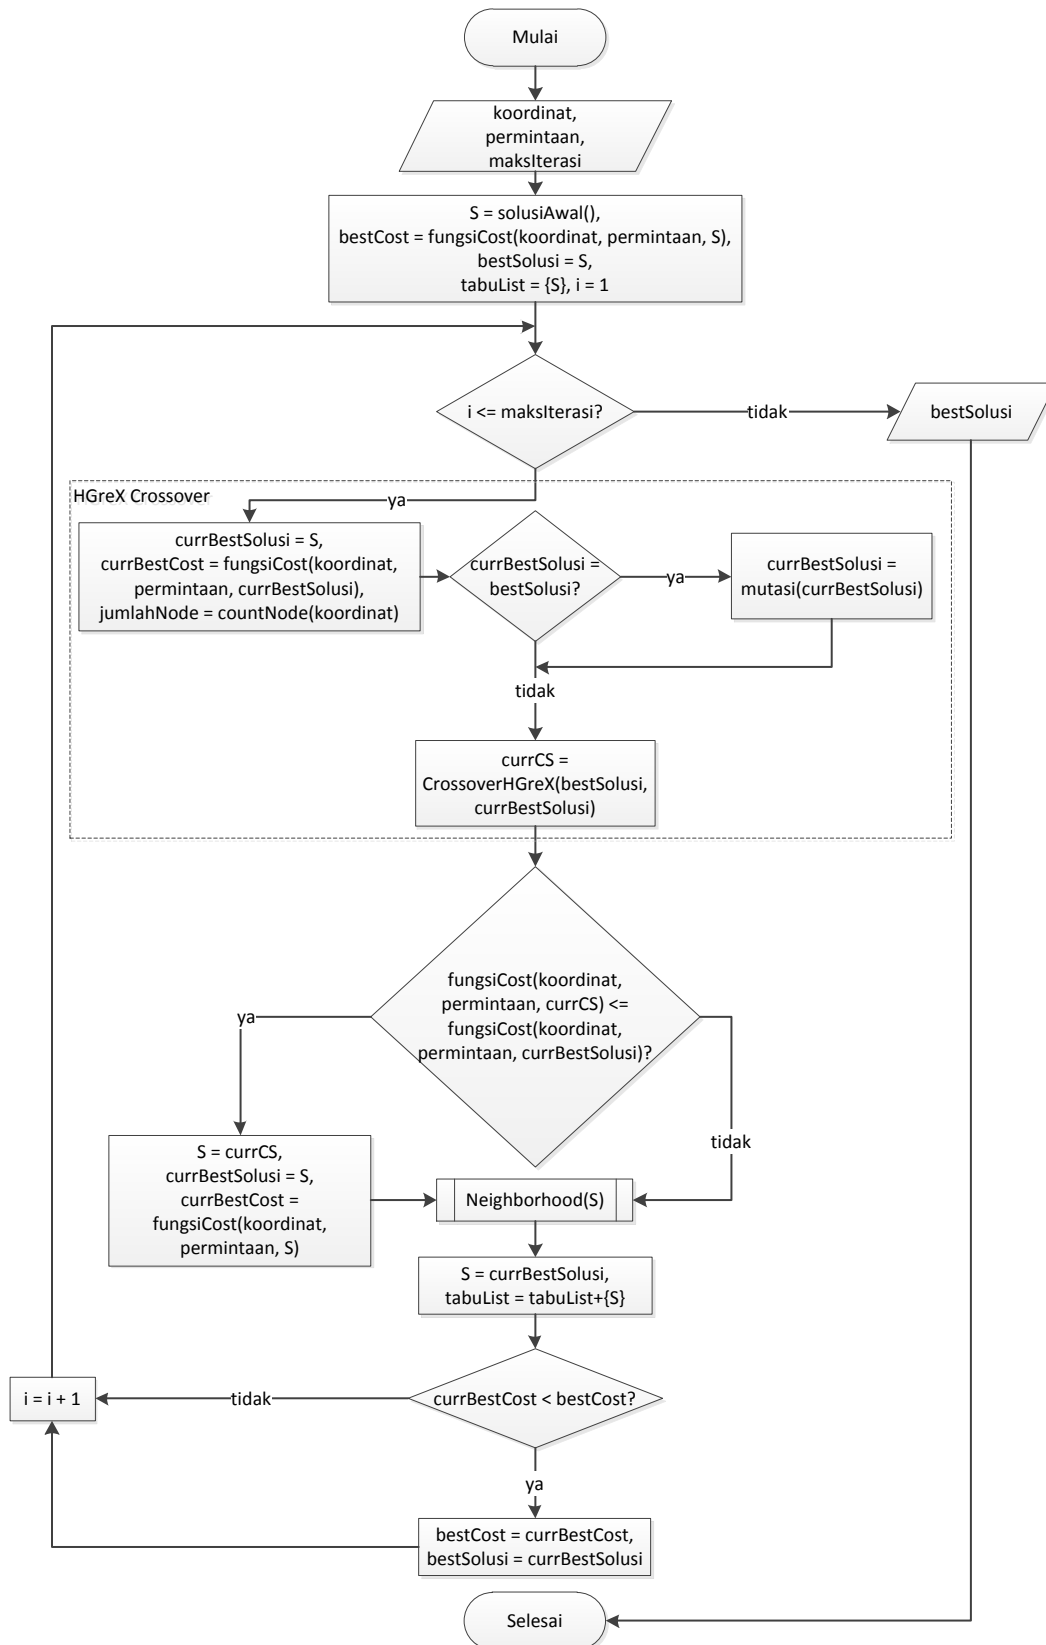 Mulai
koordinat,
permintaan,
maksIterasi
S = solusiAwal(),
bestCost = fungsiCost(koordinat, permintaan, S),
bestSolusi = S,
tabuList = {S}, i = 1
i <= maksIterasi?
tidak
bestSolusi
ya
HGreX Crossover
currBestSolusi = S,
currBestCost = fungsiCost(koordinat,
permintaan, currBestSolusi),
jumlahNode = countNode(koordinat)
currBestSolusi =
bestSolusi?
ya
currBestSolusi =
mutasi(currBestSolusi)
tidak
currCS =
CrossoverHGreX(bestSolusi,
currBestSolusi)
fungsiCost(koordinat,
permintaan, currCS) <=
fungsiCost(koordinat,
permintaan, currBestSolusi)?
ya
tidak
S = currCS,
currBestSolusi = S,
currBestCost =
fungsiCost(koordinat,
permintaan, S)
Neighborhood(S)
S = currBestSolusi,
tabuList = tabuList+{S}
currBestCost < bestCost?
tidak
i = i + 1
ya
bestCost = currBestCost,
bestSolusi = currBestSolusi
Selesai